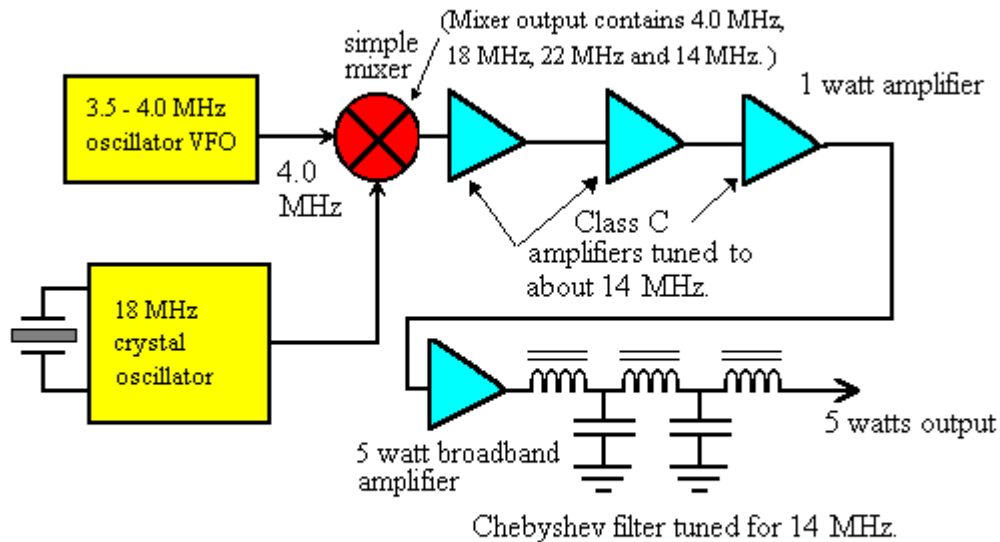 (Mixer output contains 4.0 MHz,
18 MHz, 22 MHz and 14 MHz.)
simple
mixer
1 watt amplifier
3.5 - 4.0 MHz
oscillator VFO
4.0
MHz
Class C
amplifiers tuned to
about 14 MHz.
18 MHz
crystal
oscillator
5 watts output
5 watt broadband
amplifier
Chebyshev filter tuned for 14 MHz.